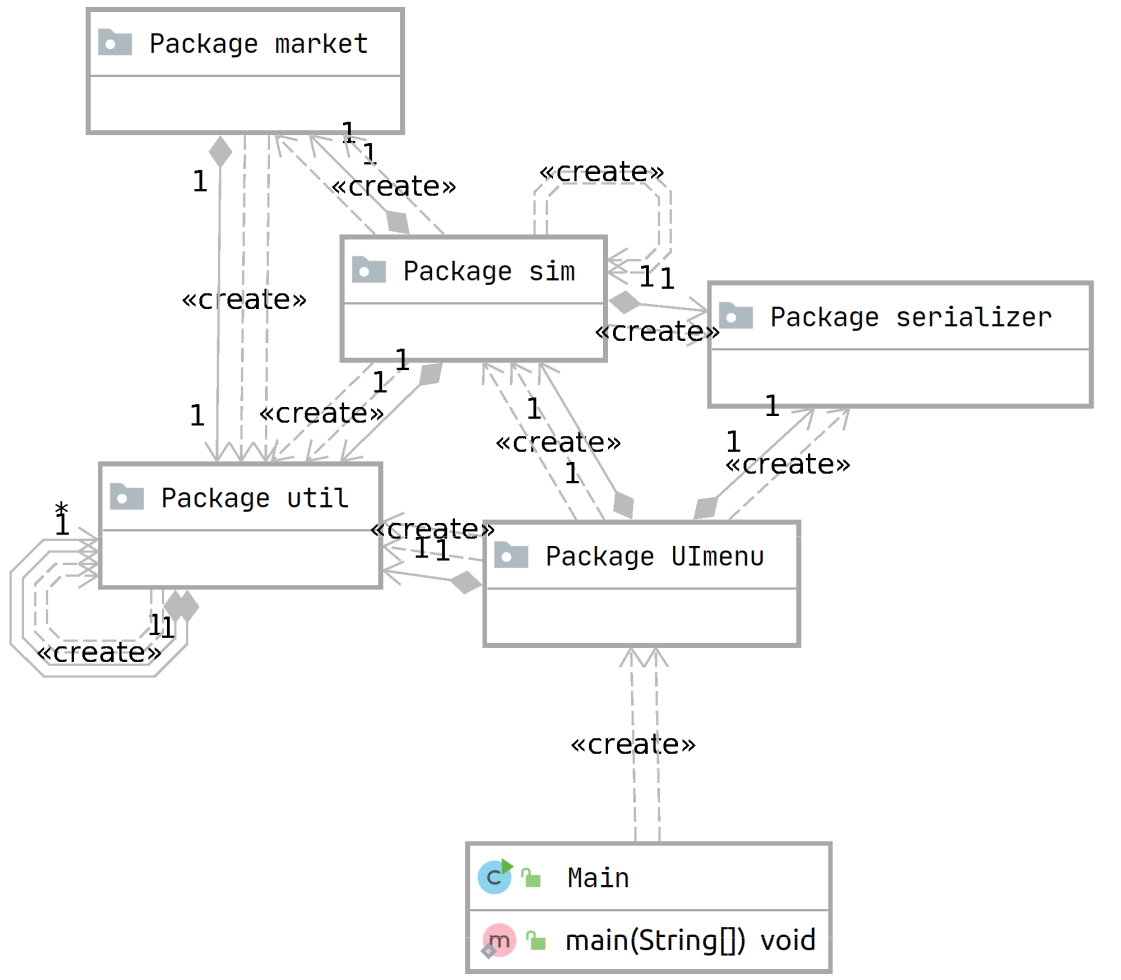 Package market
1
1
1
«create»
«create»
Package sim
1
1
«create»
Package serializer
«create»
1
1
1
«create»
1
«create»
1
1
«create»
1
Package util
*
1
«create»
1
1
Package UImenu
1
1
«create»
«create»
Main
main(String[]) void